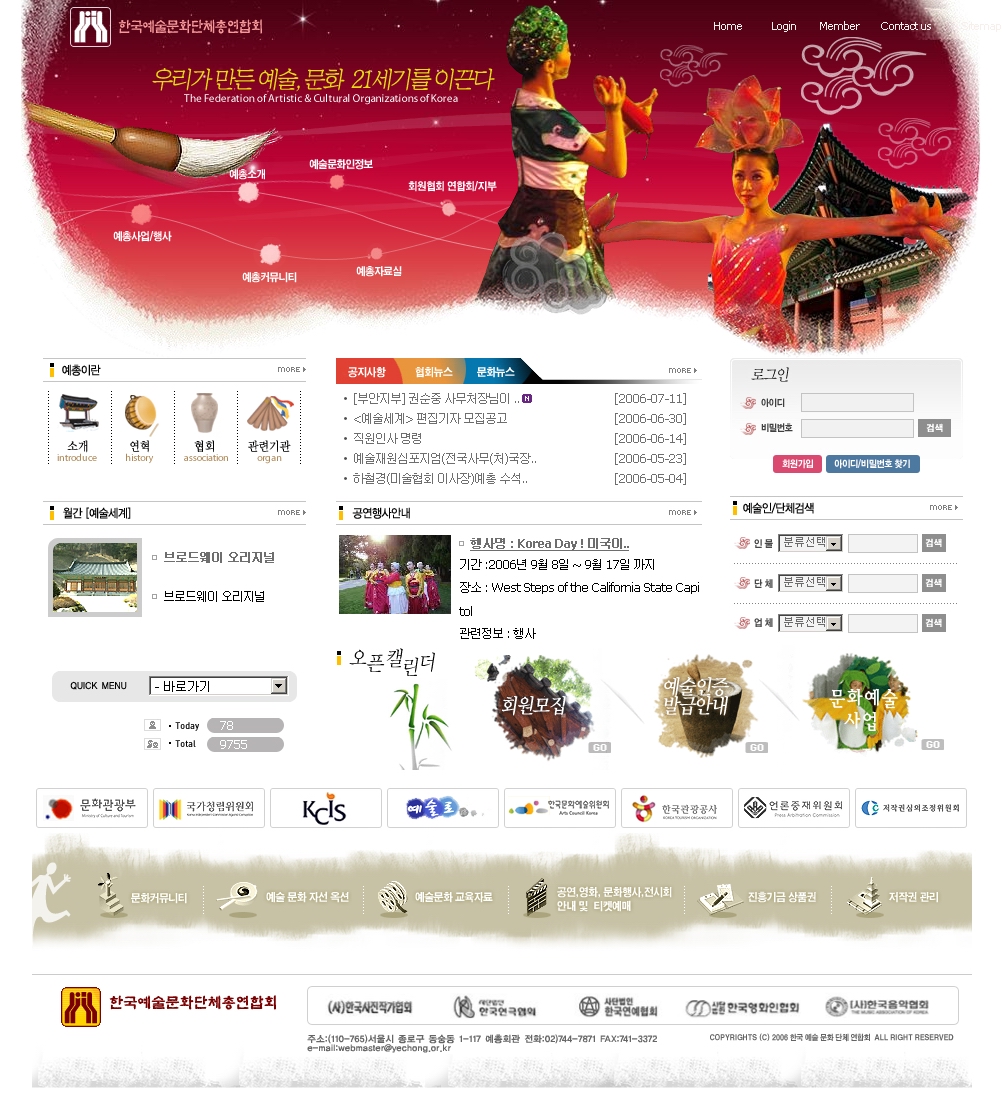 한국예술문화단체총연합회
Home Login Member Contact us Sitemap
우리가 만든 예술, 문화 21세기를 이끈다
The Federation of Artistic & Cultural Organizations of Korea
예총소개
예술문화인정보
회원협회 연합회/지부
예총사업/행사
예총커뮤니티
예총자료실
예총이란
MORE
소개
introduce
연혁
history
협회
association
관련기관
organ
공지사항 협회뉴스 문화뉴스
MORE
[부안지부] 권순중 사무처장님이 .. N [2006-07-11]
<예술세계> 편집기자 모집공고 [2006-06-30]
직원인사 명령 [2006-06-14]
예술재원심포지엄(전국사무(처)국장.. [2006-05-23]
하철경(미술협회 이사장)예총 수석.. [2006-05-04]
로그인
아이디
비밀번호 검색
회원가입 아이디/비밀번호 찾기
월간 [예술세계]
MORE
브로드웨이 오리지널
브로드웨이 오리지널
공연행사안내
MORE
행사명 : Korea Day ! 미국이..
기간 :2006년 9월 8일 ~ 9월 17일 까지
장소 : West Steps of the California State Capi
tol
관련정보 : 행사
예술인/단체검색
MORE
인물 분류선택 검색
단체 분류선택 검색
업체 분류선택 검색
QUICK MENU - 바로가기
Today 78
Total 9755
오픈캘린더
회원모집
GO
예술인증
발급안내
GO
문화예술
사업
GO
문화관광부
Ministry of Culture and Tourism
국가청렴위원회
KCIS
예술로
한국문화예술위원회
Arts Council Korea
한국관광공사
KOREA TOURISM ORGANIZATION
언론중재위원회
Press Arbitration Commission
저작권심의조정위원회
문화커뮤니티
예술 문화 자선 옥션
예술문화 교육자료
공연,영화, 문화행사,전시회
안내 및 티켓예매
진흥기금 상품권
저작권 관리
한국예술문화단체총연합회
(사)한국사진작가협회
사단법인
한국연극협회
사단법인
한국연예협회
사단법인 한국영화인협회
(사)한국음악협회
THE MUSIC ASSOCIATION OF KOREA
주소:(110-765)서울시 종로구 동숭동 1-117 예총회관 전화:02)744-7871 FAX:741-3372
e-mail:webmaster@yechong.or.kr
COPYRIGHTS (C) 2006 한국 예술 문화 단체 연합회 ALL RIGHT RESERVED